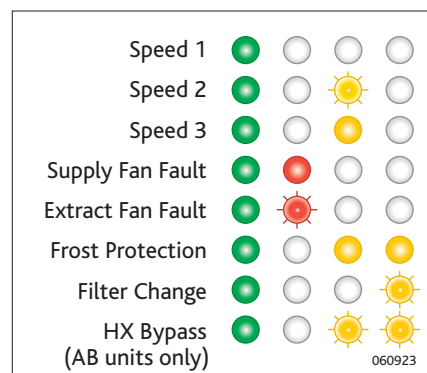 Speed 1
Speed 2
Speed 3
Supply Fan Fault
Extract Fan Fault
Frost Protection
Filter Change
HX Bypass
(AB units only)
060923